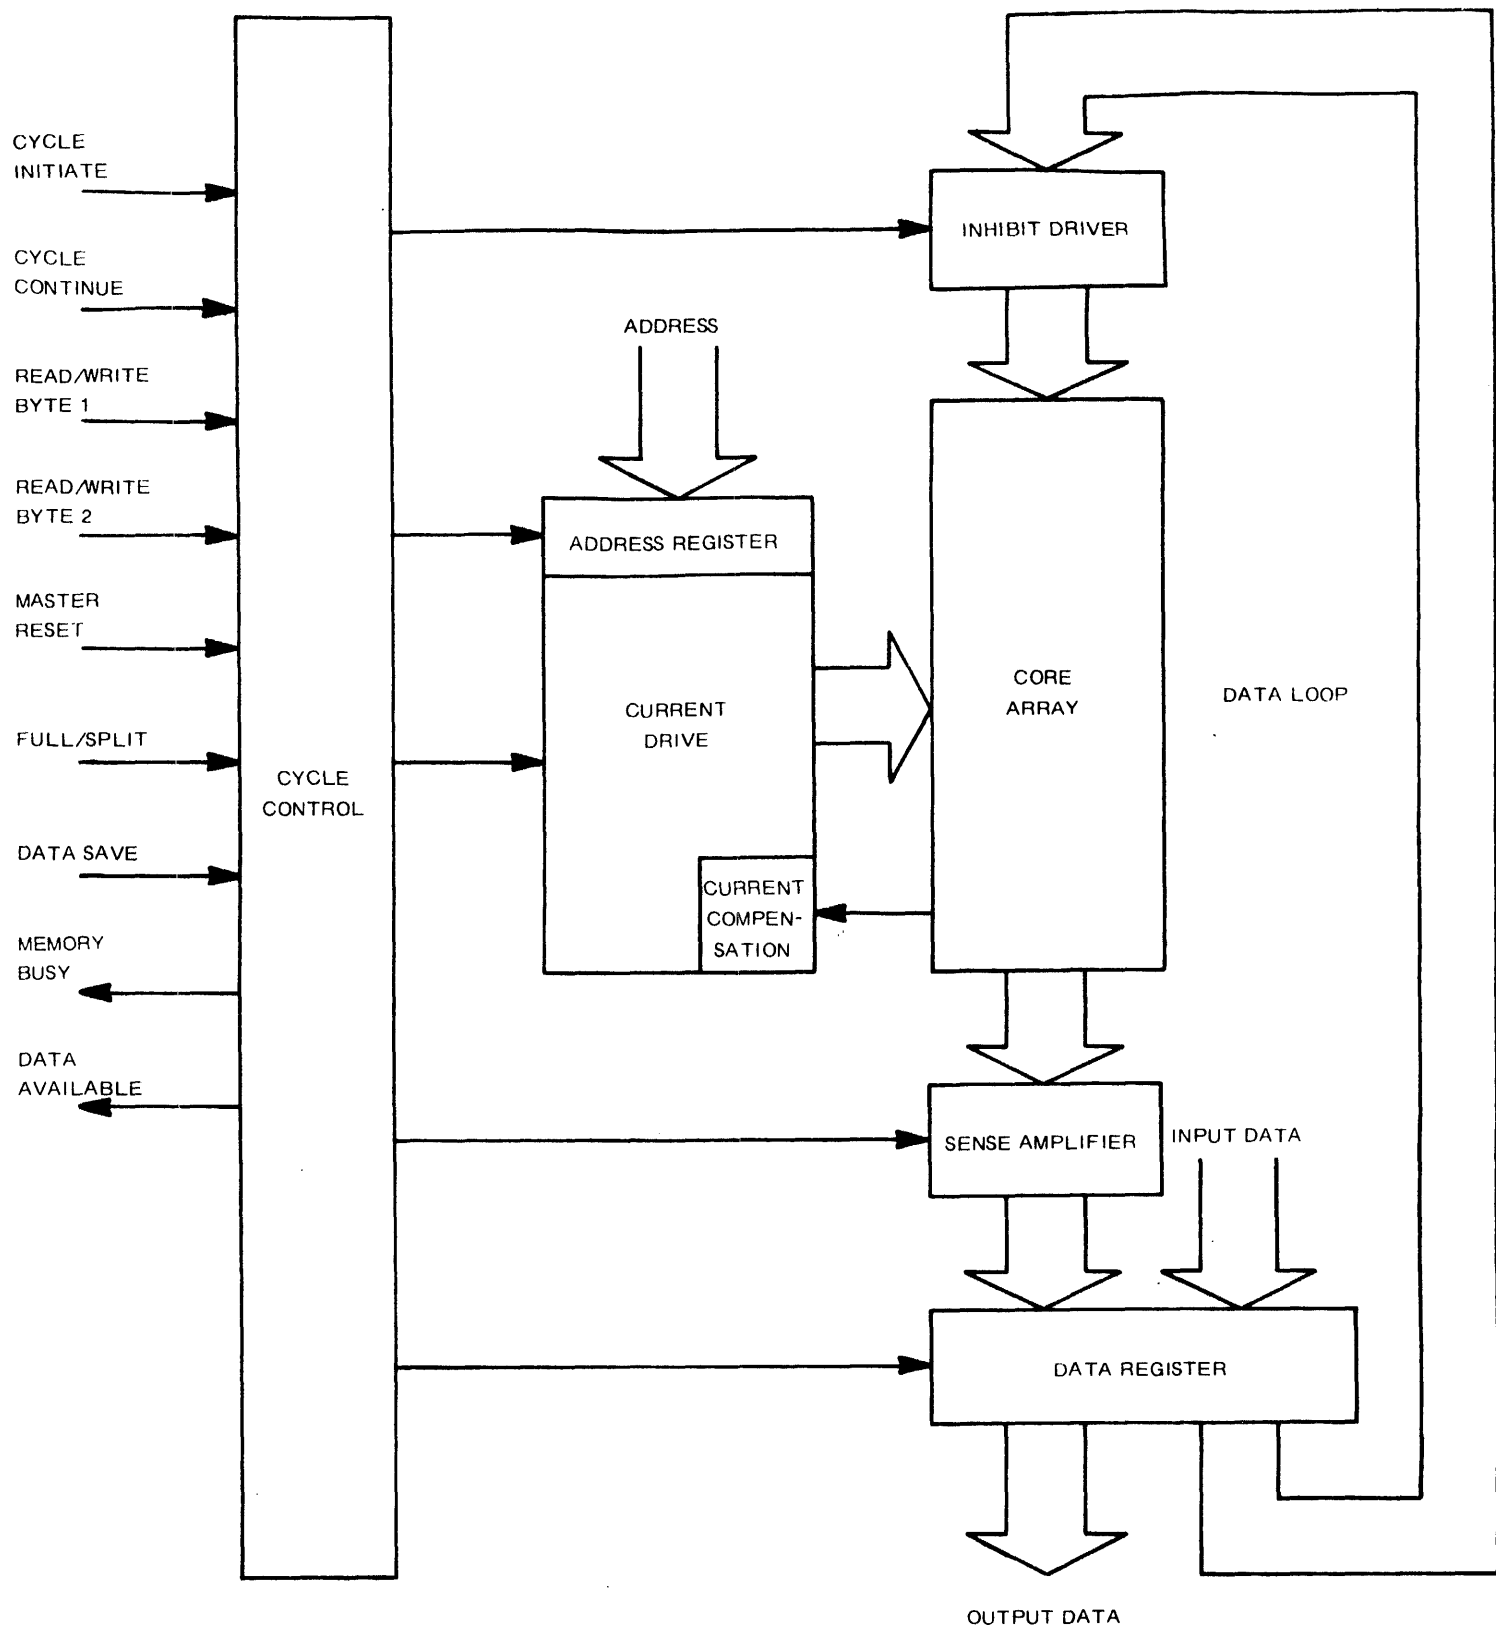 CYCLE
INITIATE
CYCLE
CONTINUE
READ/WRITE
BYTE 1
READ/WRITE
BYTE 2
MASTER
RESET
FULL/SPLIT
DATA SAVE
MEMORY
BUSY
DATA
AVAILABLE
CYCLE
CONTROL
ADDRESS
ADDRESS REGISTER
CURRENT
DRIVE
CURRENT
COMPEN-
SATION
INHIBIT DRIVER
CORE
ARRAY
DATA LOOP
SENSE AMPLIFIER
INPUT DATA
DATA REGISTER
OUTPUT DATA